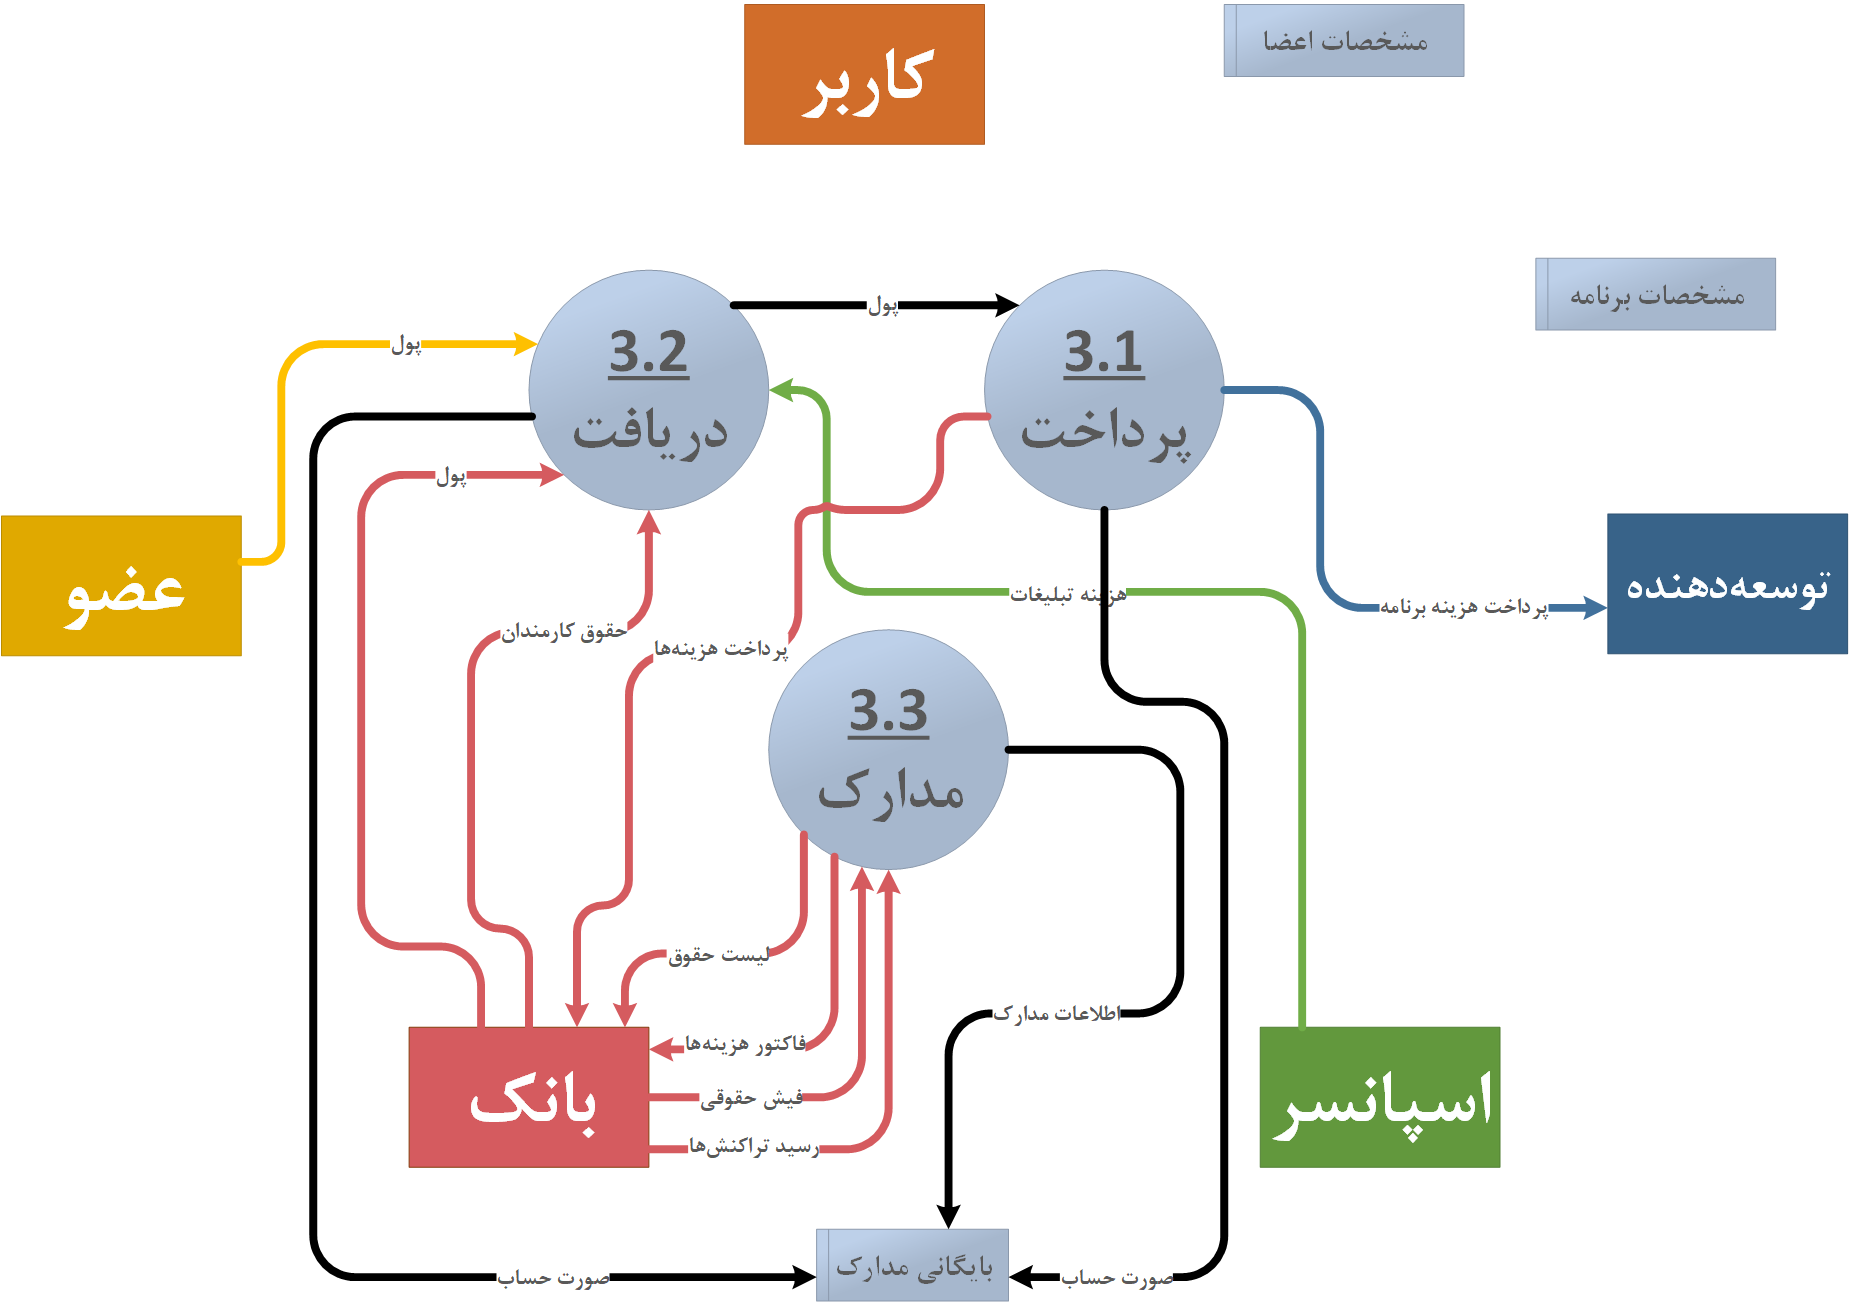 کاربر
مشخصات اعضا
مشخصات برنامه
پول
3.2
دریافت
3.1
پرداخت
پول
پول
عضو
توسعه‌دهنده
هزینه تبلیغات
پرداخت هزینه برنامه
حقوق کارمندان
پرداخت هزینه‌ها
3.3
مدارک
لیست حقوق
اطلاعات مدارک
فاکتور هزینه‌ها
فیش حقوقی
رسید تراکنش‌ها
بانک
اسپانسر
بایگانی مدارک
صورت حساب
صورت حساب